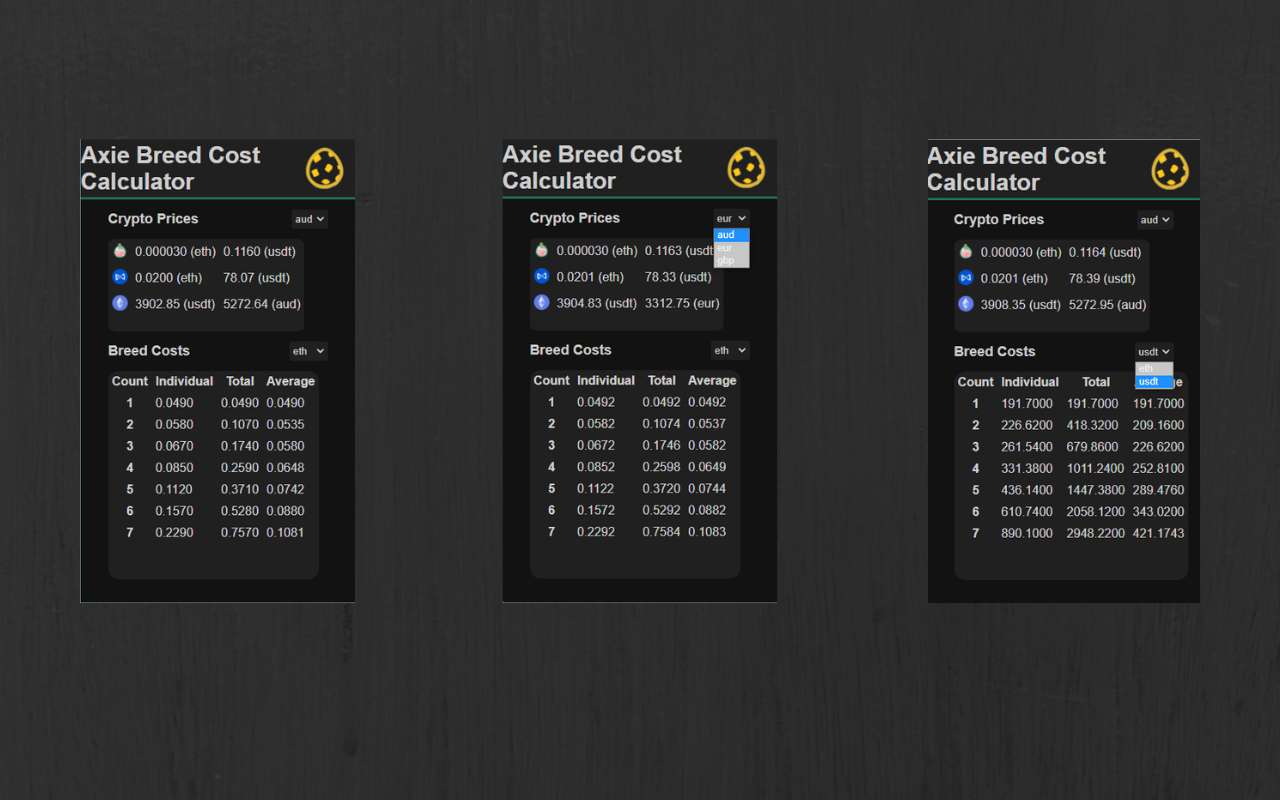 Axie Breed Cost
Calculator
Crypto Prices aud
0.000030 (eth) 0.1160 (usdt)
0.0200 (eth) 78.07 (usdt)
3902.85 (usdt) 5272.64 (aud)
Breed Costs eth
Count Individual Total Average
1 0.0490 0.0490 0.0490
2 0.0580 0.1070 0.0535
3 0.0670 0.1740 0.0580
4 0.0850 0.2590 0.0648
5 0.1120 0.3710 0.0742
6 0.1570 0.5280 0.0880
7 0.2290 0.7570 0.1081
Axie Breed Cost
Calculator
Crypto Prices eur
aud
eur
gbp
0.000030 (eth) 0.1163 (usdt
0.0201 (eth) 78.33 (usdt)
3904.83 (usdt) 3312.75 (eur)
Breed Costs eth
Count Individual Total Average
1 0.0492 0.0492 0.0492
2 0.0582 0.1074 0.0537
3 0.0672 0.1746 0.0582
4 0.0852 0.2598 0.0649
5 0.1122 0.3720 0.0744
6 0.1572 0.5292 0.0882
7 0.2292 0.7584 0.1083
Axie Breed Cost
Calculator
Crypto Prices aud
0.000030 (eth) 0.1164 (usdt)
0.0201 (eth) 78.39 (usdt)
3908.35 (usdt) 5272.95 (aud)
Breed Costs usdt
eth
usdt
Count Individual Total e
1 191.7000 191.7000 191.7000
2 226.6200 418.3200 209.1600
3 261.5400 679.8600 226.6200
4 331.3800 1011.2400 252.8100
5 436.1400 1447.3800 289.4760
6 610.7400 2058.1200 343.0200
7 890.1000 2948.2200 421.1743